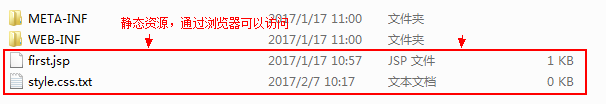 META-INF 2017/1/17 11:00 文件夹
静态资源，通过浏览器可以访问
WEB-INF 2017/1/17 11:00 文件夹
first.jsp 2017/1/17 10:57 JSP 文件 1 KB
style.css.txt 2017/2/7 10:17 文本文档 0 KB